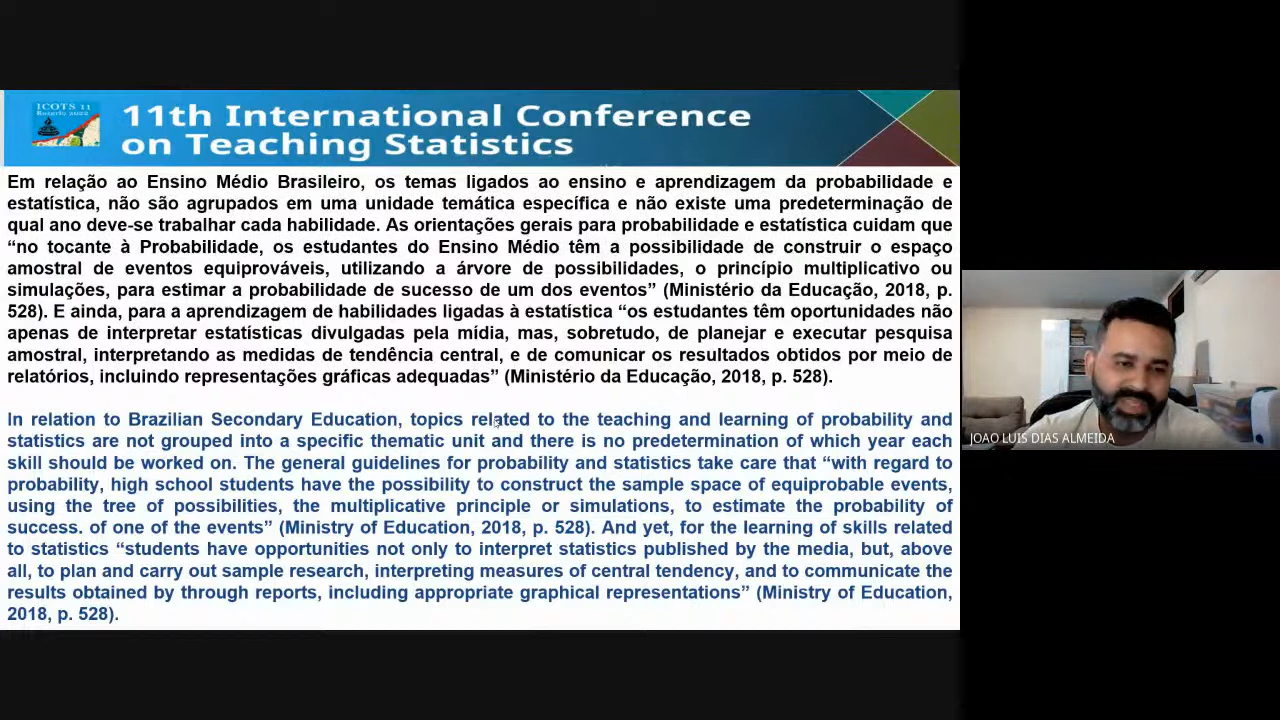 ICOTS 11
Rosario 2022
11th International Conference
on Teaching Statistics
Em relação ao Ensino Médio Brasileiro, os temas ligados ao ensino e aprendizagem da probabilidade e
estatística, não são agrupados em uma unidade temática específica e não existe uma predeterminação de
qual ano deve-se trabalhar cada habilidade. As orientações gerais para probabilidade e estatística cuidam que
“no tocante à Probabilidade, os estudantes do Ensino Médio têm a possibilidade de construir o espaço
amostral de eventos equiprováveis, utilizando a árvore de possibilidades, o princípio multiplicativo ou
simulações, para estimar a probabilidade de sucesso de um dos eventos” (Ministério da Educação, 2018, p.
528). E ainda, para a aprendizagem de habilidades ligadas à estatística “os estudantes têm oportunidades não
apenas de interpretar estatísticas divulgadas pela mídia, mas, sobretudo, de planejar e executar pesquisa
amostral, interpretando as medidas de tendência central, e de comunicar os resultados obtidos por meio de
relatórios, incluindo representações gráficas adequadas” (Ministério da Educação, 2018, p. 528).
In relation to Brazilian Secondary Education, topics related to the teaching and learning of probability and
statistics are not grouped into a specific thematic unit and there is no predetermination of which year each
skill should be worked on. The general guidelines for probability and statistics take care that “with regard to
probability, high school students have the possibility to construct the sample space of equiprobable events,
using the tree of possibilities, the multiplicative principle or simulations, to estimate the probability of
success. of one of the events” (Ministry of Education, 2018, p. 528). And yet, for the learning of skills related
to statistics “students have opportunities not only to interpret statistics published by the media, but, above
all, to plan and carry out sample research, interpreting measures of central tendency, and to communicate the
results obtained by through reports, including appropriate graphical representations” (Ministry of Education,
2018, p. 528).
JOAO LUIS DIAS ALMEIDA